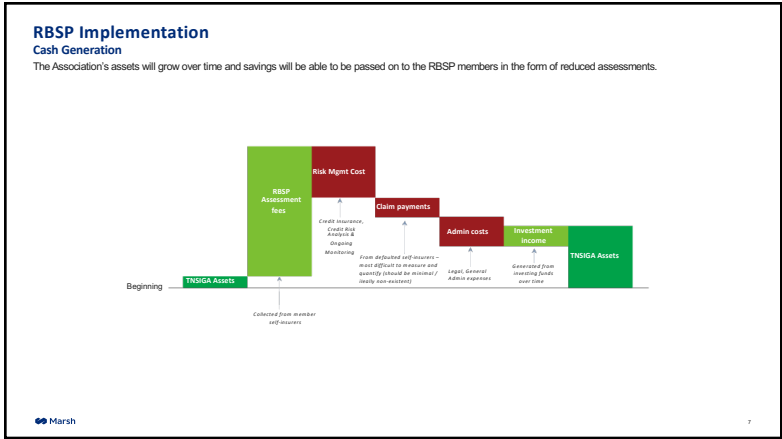 RBSP Implementation
Cash Generation
The Association's assets will grow over time and savings will be able to be passed on to the RBSP members in the form of reduced assessments.
RBSP
Assessment
fees
Risk Mgmt Cost
Credit Insurance,
Credit Risk
Analysis &
Ongoing
Monitoring
Claim payments
From defaulted self-insurers –
most difficult to measure and
quantify (should be minimal /
ideally non-existent)
Admin costs
Legal, General
Admin expenses
Investment
income
Generated from
investing funds
over time
TNSIGA Assets
Beginning
TNSIGA Assets
Collected from member
self-insurers
Marsh
7